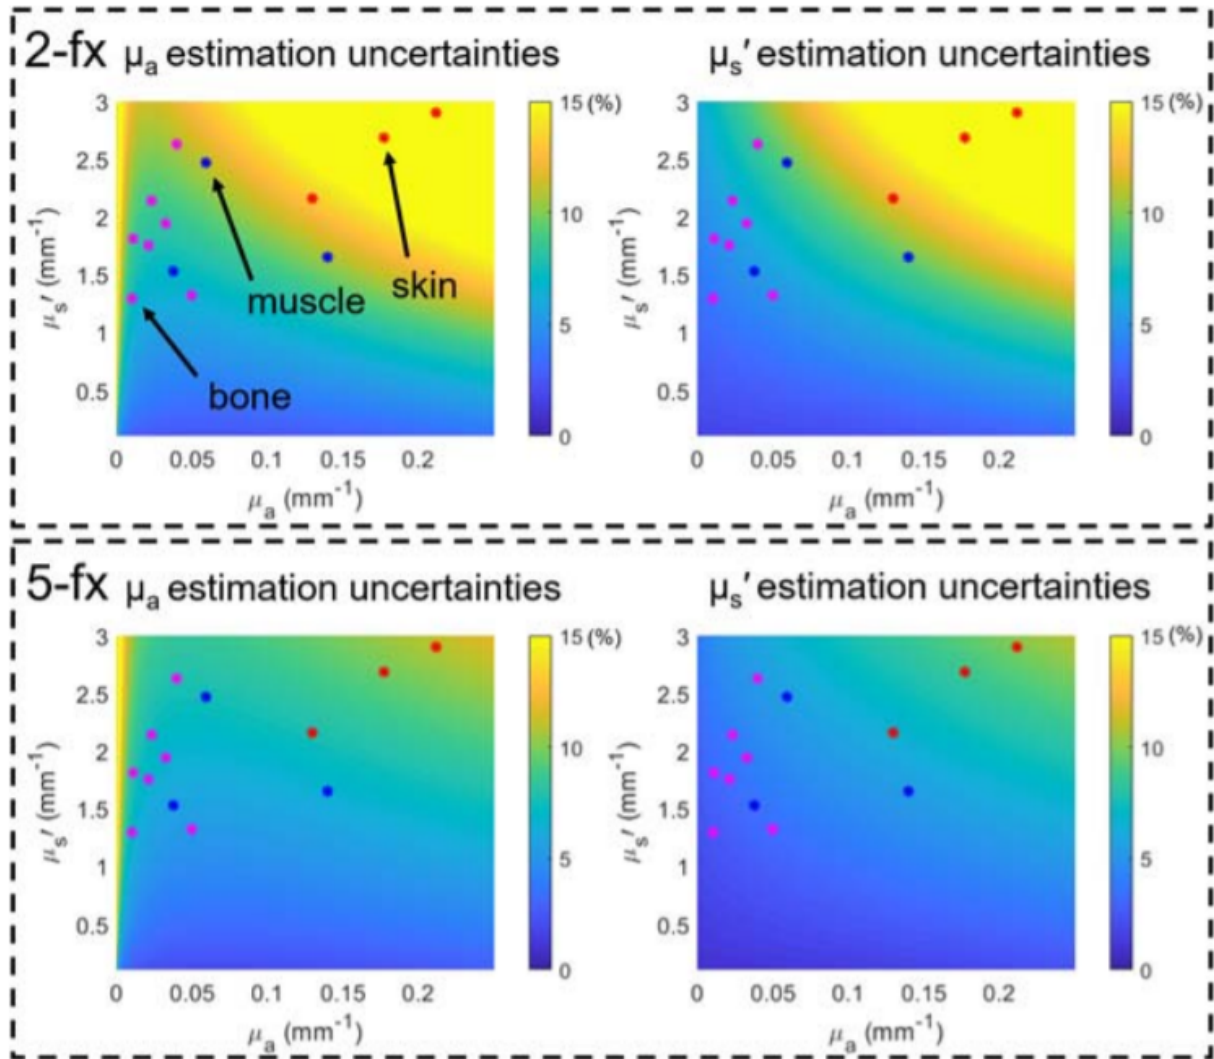 2-fx μa estimation uncertainties
μs′ estimation uncertainties
3
2.5
2
1.5
1
0.5
μs′ (mm-1)
0 0.05 0.1 0.15 0.2
μa (mm-1)
15 (%)
10
5
0
muscle
skin
bone
3
2.5
2
1.5
1
0.5
μs′ (mm-1)
0 0.05 0.1 0.15 0.2
μa (mm-1)
15 (%)
10
5
0
5-fx μa estimation uncertainties
μs′ estimation uncertainties
3
2.5
2
1.5
1
0.5
μs′ (mm-1)
0 0.05 0.1 0.15 0.2
μa (mm-1)
15 (%)
10
5
0
3
2.5
2
1.5
1
0.5
μs′ (mm-1)
0 0.05 0.1 0.15 0.2
μa (mm-1)
15 (%)
10
5
0